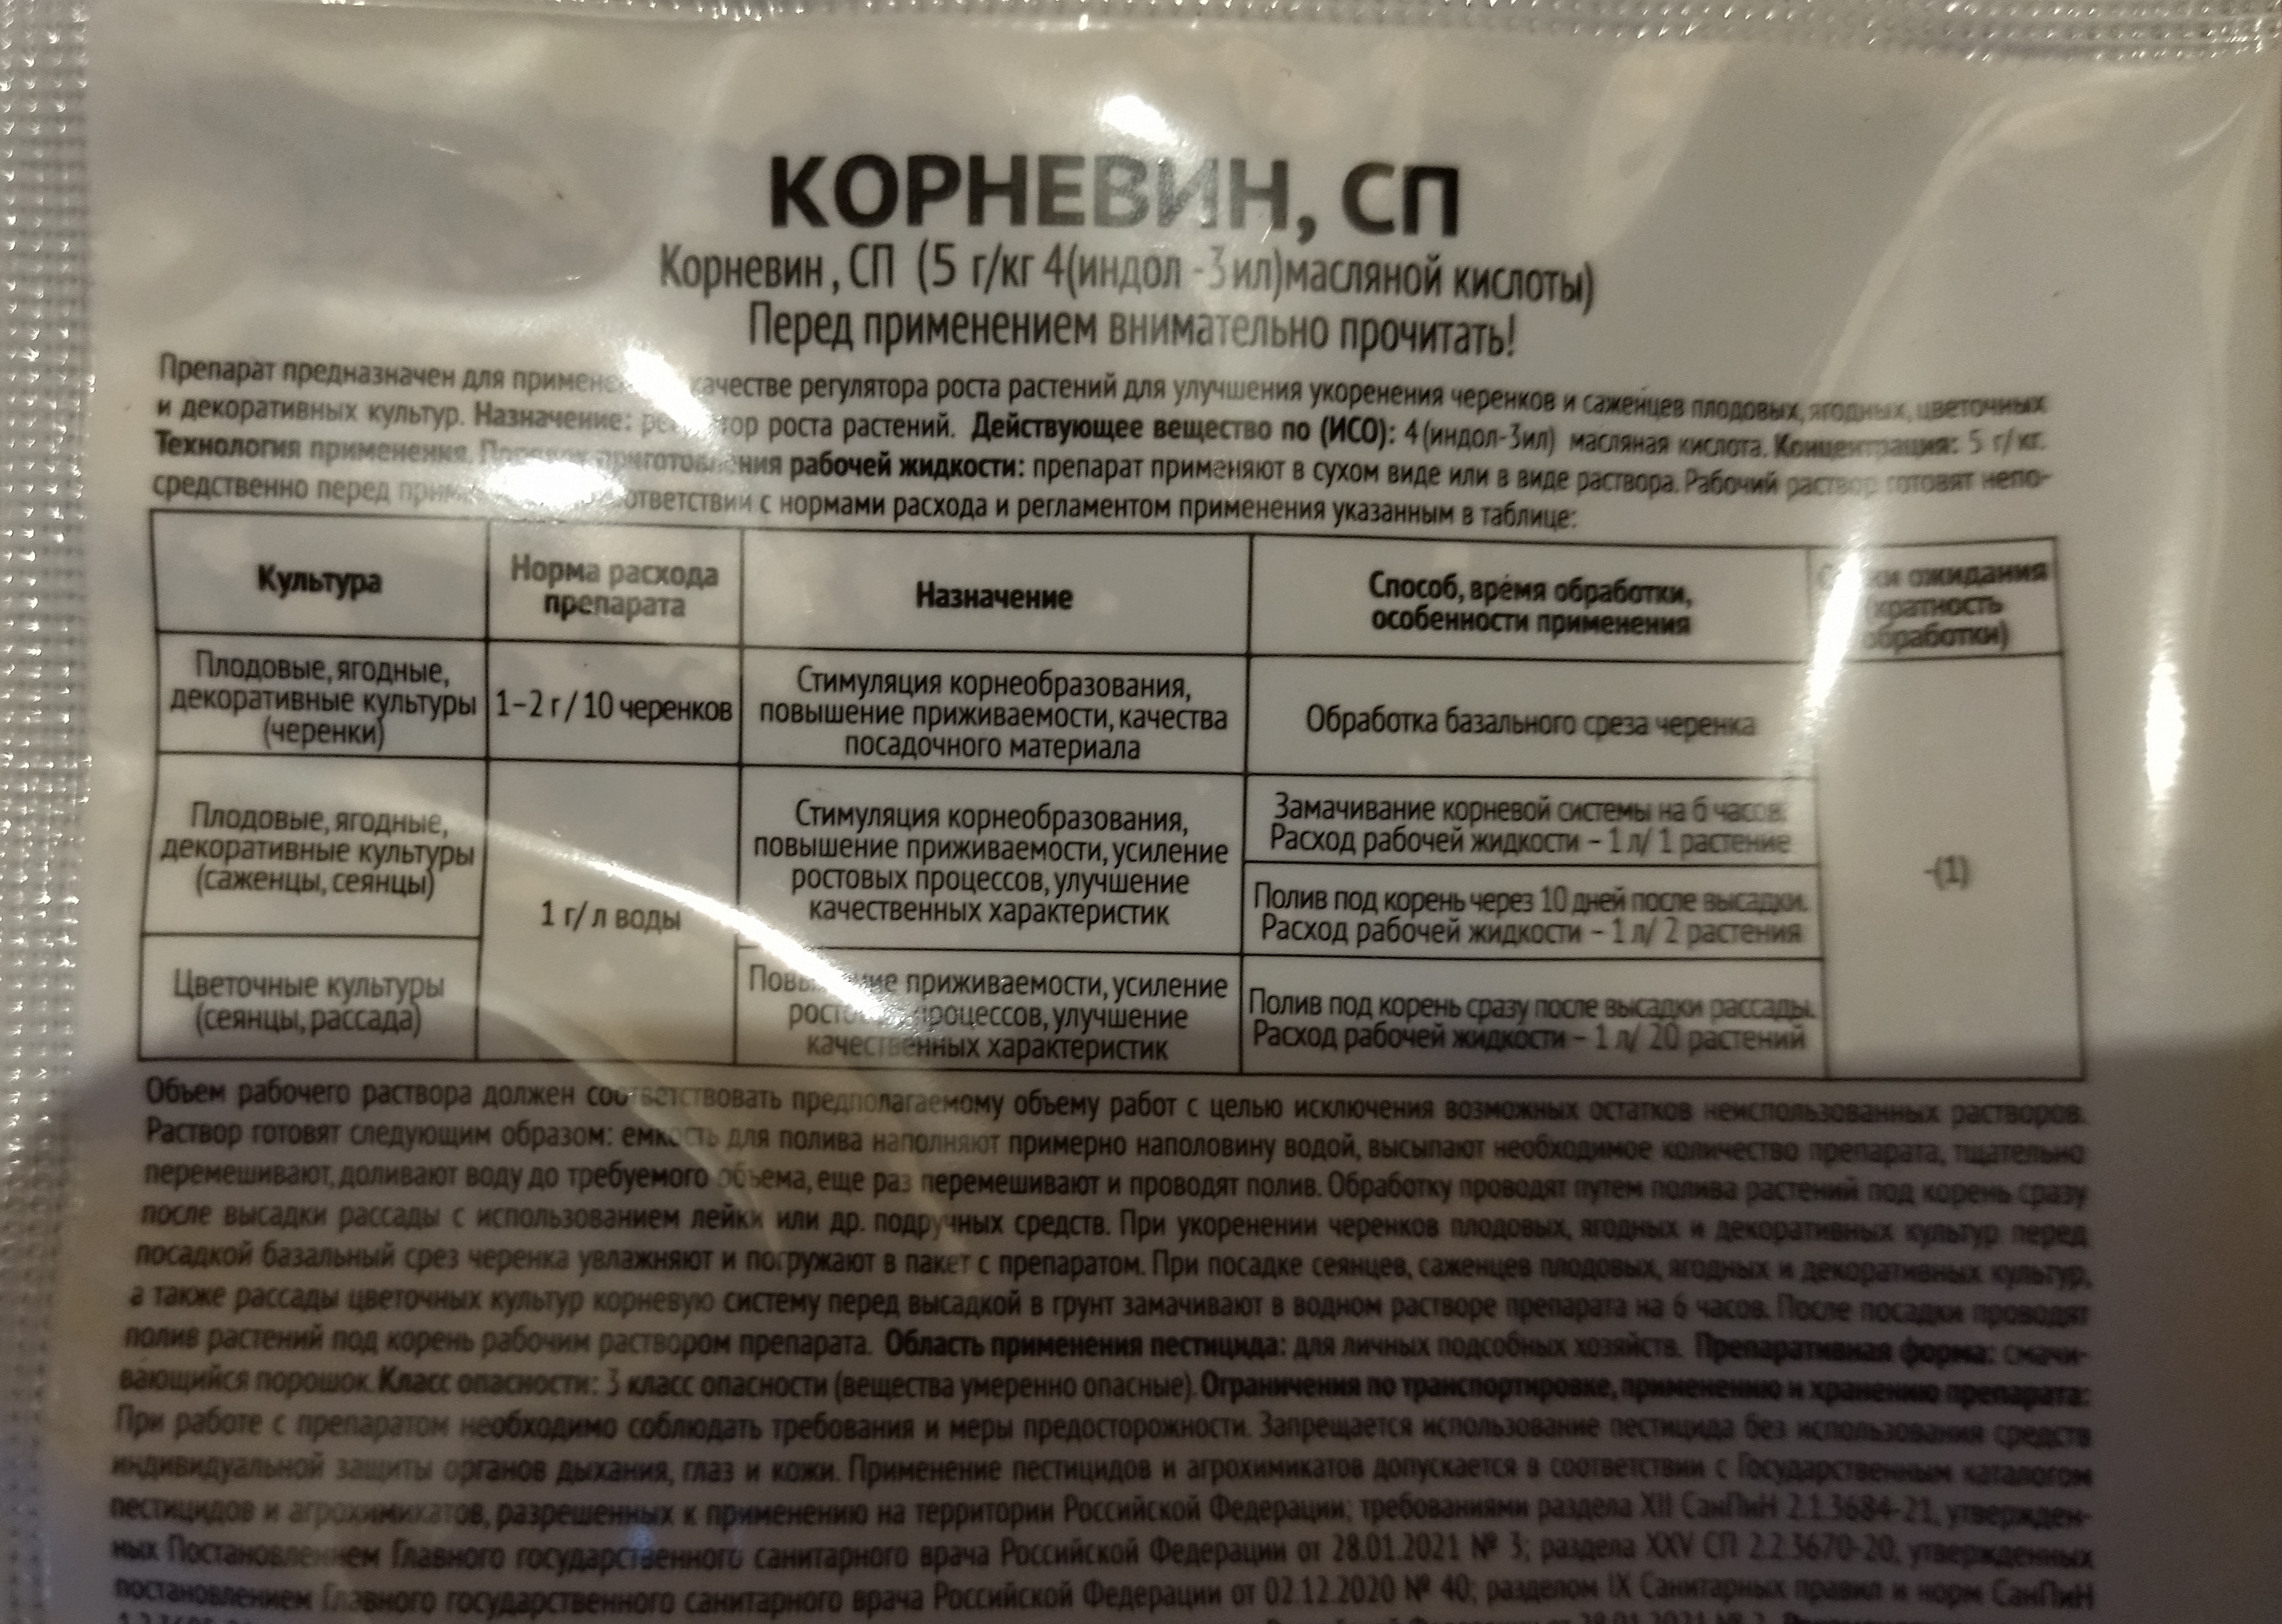 КОРНЕВИН, СП
Корневин, СП (5 г/кг 4(индол -3ил)масляной кислоты)
Перед применением внимательно прочитать!
Препарат предназначен для качестве регулятора роста растений для улучшения укоренения черенков и саженцев плодовых, ягодных, цветочных
и декоративных культур. Назначение: роста растений. Действующее вещество по (ИСО): 4(индол-3ил) масляная кислота. Концентрация: 5 г/кг.
Технология применения. Порядок приготовления рабочей жидкости: препарат применяют в сухом виде или в виде раствора. Рабочий раствор готовят непо-
средственно перед с нормами расхода и регламентом применения указанным в таблице:
Культура
Норма расхода
препарата
Назначение
Способ, время обработки,
особенности применения
ожидания
(кратность
обработки)
Плодовые, ягодные,
декоративные культуры
(черенки)
1-2 г / 10 черенков
Стимуляция корнеобразования,
повышение приживаемости, качества
посадочного материала
Обработка базального среза черенка
Плодовые, ягодные,
декоративные культуры
(саженцы, сеянцы)
1 г/ л воды
Стимуляция корнеобразования,
повышение приживаемости, усиление
ростовых процессов, улучшение
качественных характеристик
Замачивание корневой системы на 6 часов.
Расход рабочей жидкости – 1 л/ 1 растение
Полив под корень через 10 дней после высадки.
Расход рабочей жидкости – 1 л/ 2 растения
-(1)
Цветочные культуры
(сеянцы, рассада)
приживаемости, усиление
процессов, улучшение
качественных характеристик
Полив под корень сразу после высадки рассады.
Расход рабочей жидкости – 1 л/ 20 растений
Объем рабочего раствора должен соответствовать предполагаемому объему работ с целью исключения возможных остатков неиспользованных растворов.
Раствор готовят следующим образом: емкость для полива наполняют примерно наполовину водой, высыпают необходимое количество препарата, тщательно
перемешивают, доливают воду до требуемого объема, еще раз перемешивают и проводят полив. Обработку проводят путем полива растений под корень сразу
после высадки рассады с использованием лейки или др. подручных средств. При укоренении черенков плодовых, ягодных и декоративных культур перед
посадкой базальный срез черенка увлажняют и погружают в пакет с препаратом. При посадке сеянцев, саженцев плодовых, ягодных и декоративных культур,
а также рассады цветочных культур корневую систему перед высадкой в грунт замачивают в водном растворе препарата на 6 часов. После посадки проводят
полив растений под корень рабочим раствором препарата. Область применения пестицида: для личных подсобных хозяйств. Препаративная форма: смачи-
вающийся порошок. Класс опасности: 3 класс опасности (вещества умеренно опасные). Ограничения по транспортировке, применению и хранению препарата:
При работе с препаратом необходимо соблюдать требования и меры предосторожности. Запрещается использование пестицида без использования средств
индивидуальной защиты органов дыхания, глаз и кожи. Применение пестицидов и агрохимикатов допускается в соответствии с Государственным каталогом
пестицидов и агрохимикатов, разрешенных к применению на территории Российской Федерации; требованиями раздела XII СанПиН 2.1.3684-21, утвержден-
ных Постановлением Главного государственного санитарного врача Российской Федерации от 28.01.2021 № 3; раздела XXV СП 2.2.3670-20, утвержденных
постановлением Главного государственного санитарного врача Российской Федерации от 02.12.2020 № 40; разделом IX Санитарных правил и норм СанПиН